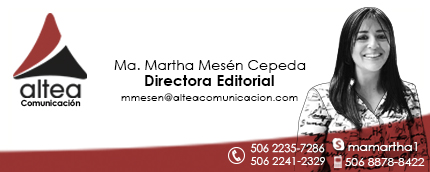 altea
Comunicación
Ma. Martha Mesén Cepeda
Directora Editorial
mmesen@alteacomunicacion.com
506 2235-7286
506 2241-2329
mamartha1
506 8878-8422